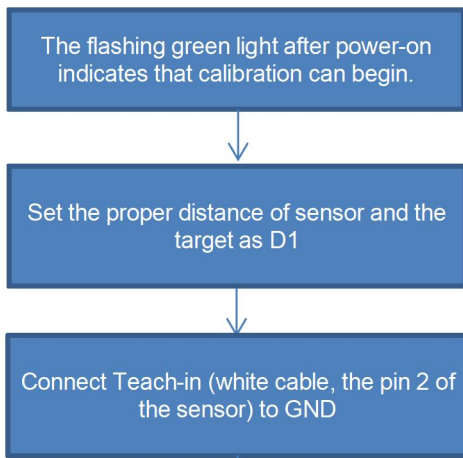 The flashing green light after power-on
indicates that calibration can begin.
Set the proper distance of sensor and the
target as D1
Connect Teach-in (white cable, the pin 2 of
the sensor) to GND